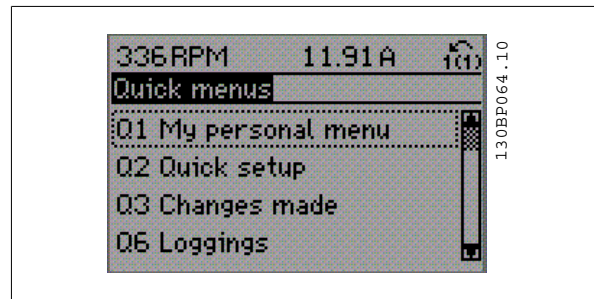 336RPM 11.91A 1(1)
Quick menus
Q1 My personal menu
Q2 Quick setup
Q3 Changes made
Q6 Loggings
130BP064.10